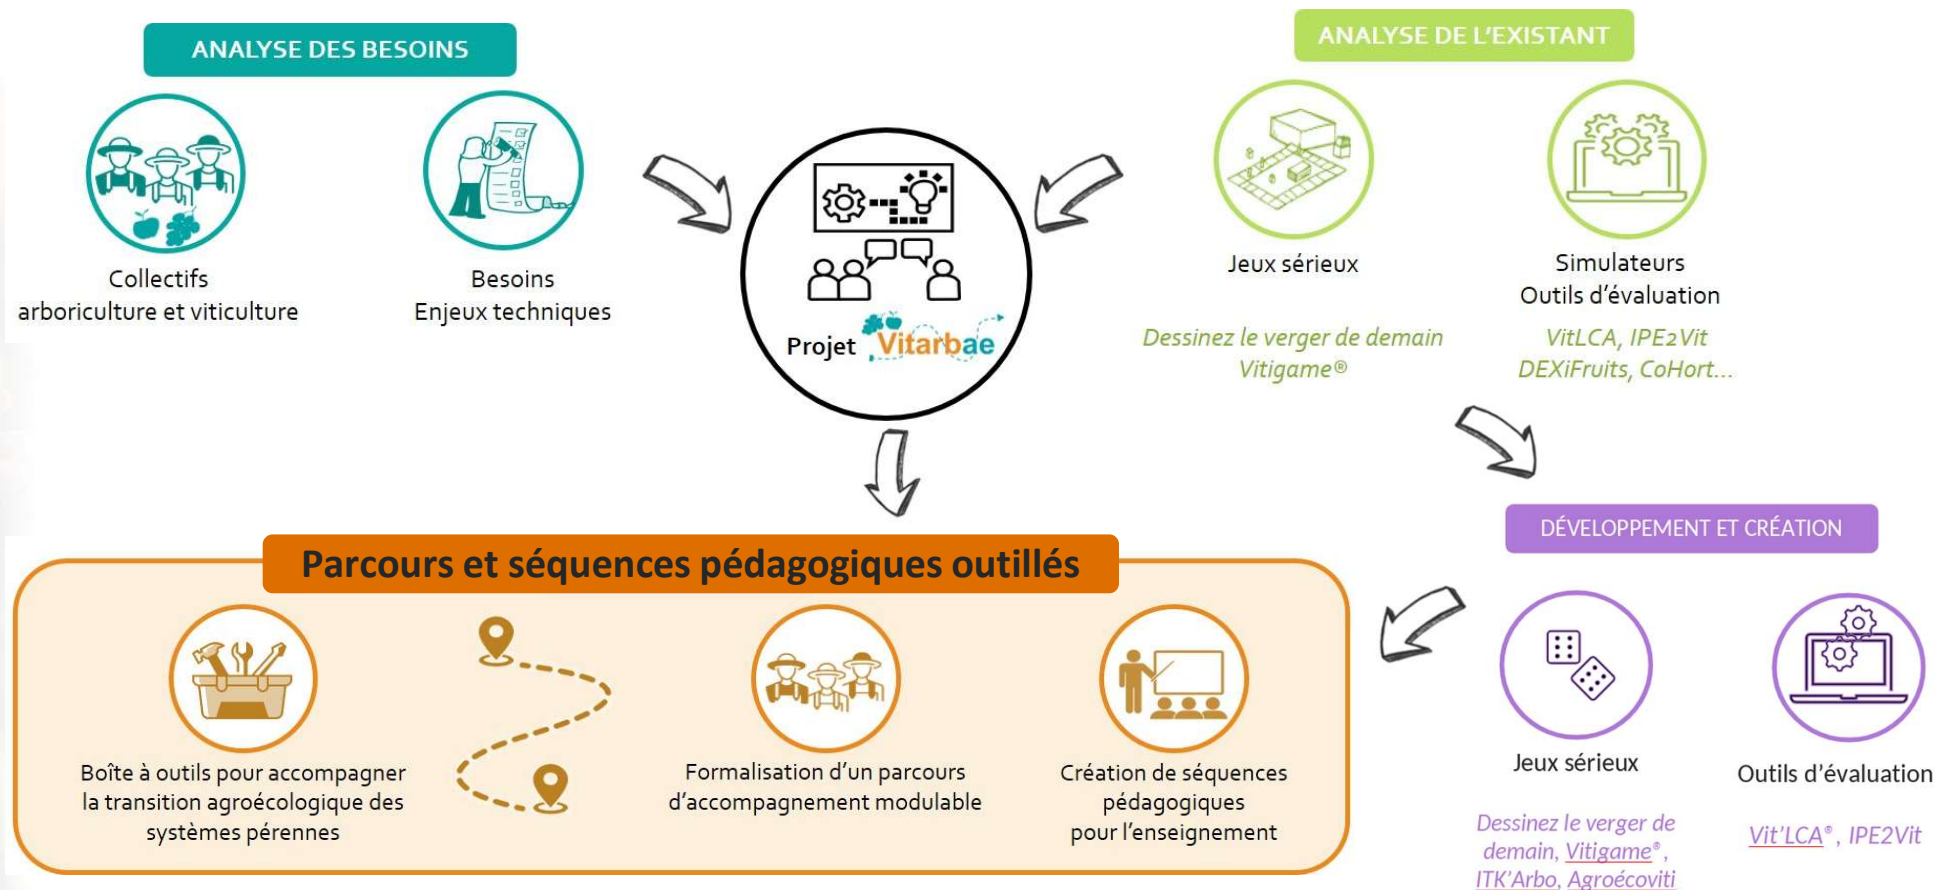 ANALYSE DES BESOINS
Collectifs
arboriculture et viticulture
Besoins
Enjeux techniques
Projet Vitarbae
ANALYSE DE L'EXISTANT
Jeux sérieux
Dessinez le verger de demain
Vitigame®
Simulateurs
Outils d'évaluation
VitLCA, IPE2Vit
DEXiFruits, CoHort...
DÉVELOPPEMENT ET CRÉATION
Jeux sérieux
Dessinez le verger de
demain, Vitigame®,
ITK'Arbo, Agroécoviti
Outils d'évaluation
Vit'LCA®, IPE2Vit
Parcours et séquences pédagogiques outillés
Boîte à outils pour accompagner
la transition agroécologique des
systèmes pérennes
Formalisation d'un parcours
d'accompagnement modulable
Création de séquences
pédagogiques
pour l'enseignement